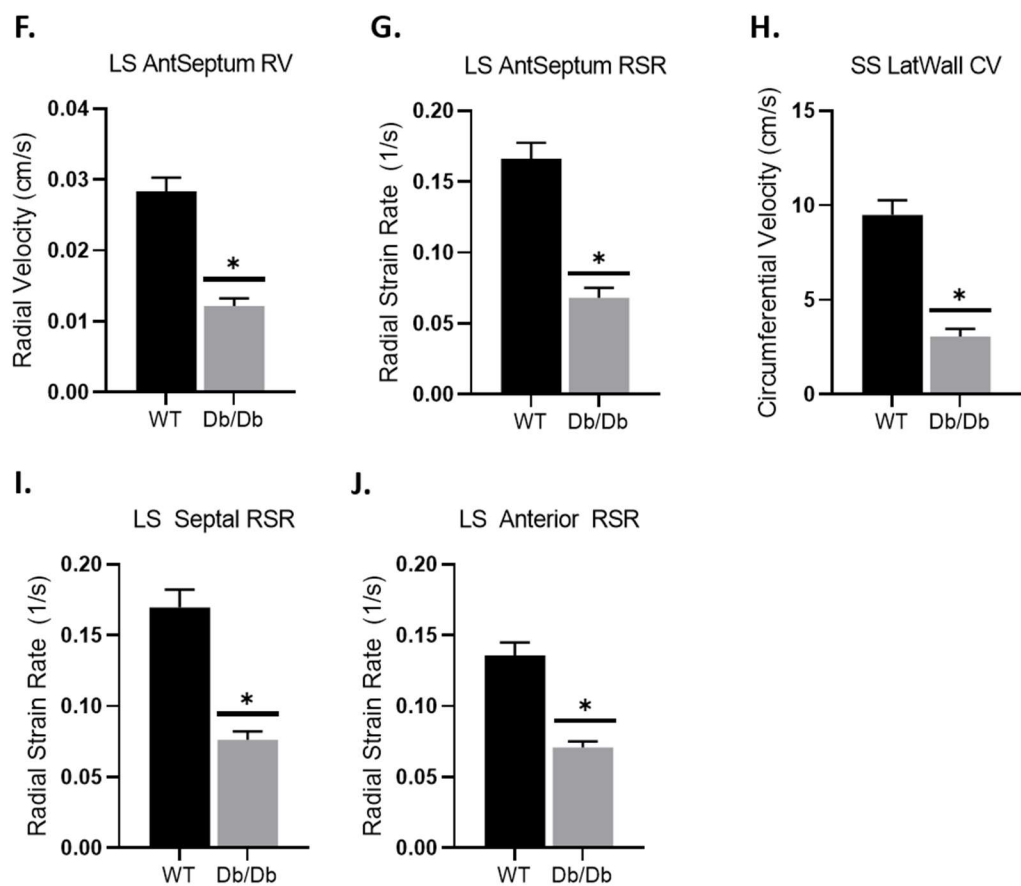 F.
LS AntSeptum RV
Radial Velocity (cm/s)
0.04
0.03
0.02
0.01
0.00
*
WT Db/Db
G.
LS AntSeptum RSR
Radial Strain Rate (1/s)
0.20
0.15
0.10
0.05
0.00
*
WT Db/Db
H.
SS LatWall CV
Circumferential Velocity (cm/s)
15
10
5
0
*
WT Db/Db
I.
LS Septal RSR
Radial Strain Rate (1/s)
0.20
0.15
0.10
0.05
0.00
*
WT Db/Db
J.
LS Anterior RSR
Radial Strain Rate (1/s)
0.20
0.15
0.10
0.05
0.00
*
WT Db/Db